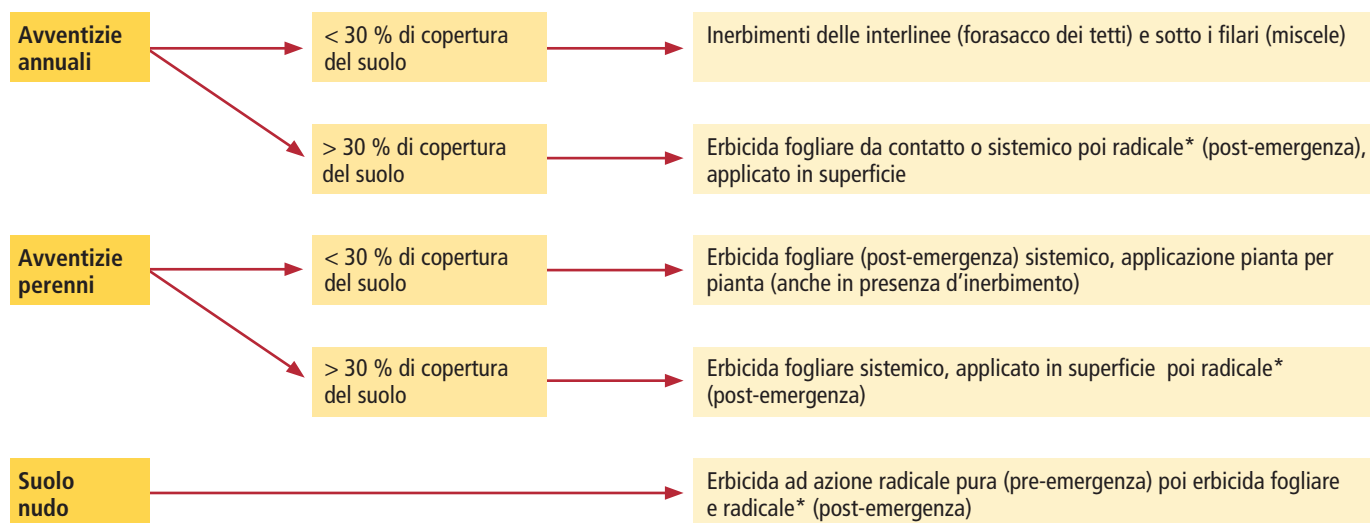 Avventizie
annuali
< 30 % di copertura
del suolo
Inerbimenti delle interlinee (forasacco dei tetti) e sotto i filari (miscele)
> 30 % di copertura
del suolo
Erbicida fogliare da contatto o sistemico poi radicale* (post-emergenza),
applicato in superficie
Avventizie
perenni
< 30 % di copertura
del suolo
Erbicida fogliare (post-emergenza) sistemico, applicazione pianta per
pianta (anche in presenza d’inerbimento)
> 30 % di copertura
del suolo
Erbicida fogliare sistemico, applicato in superficie poi radicale*
(post-emergenza)
Suolo
nudo
Erbicida ad azione radicale pura (pre-emergenza) poi erbicida fogliare
e radicale* (post-emergenza)